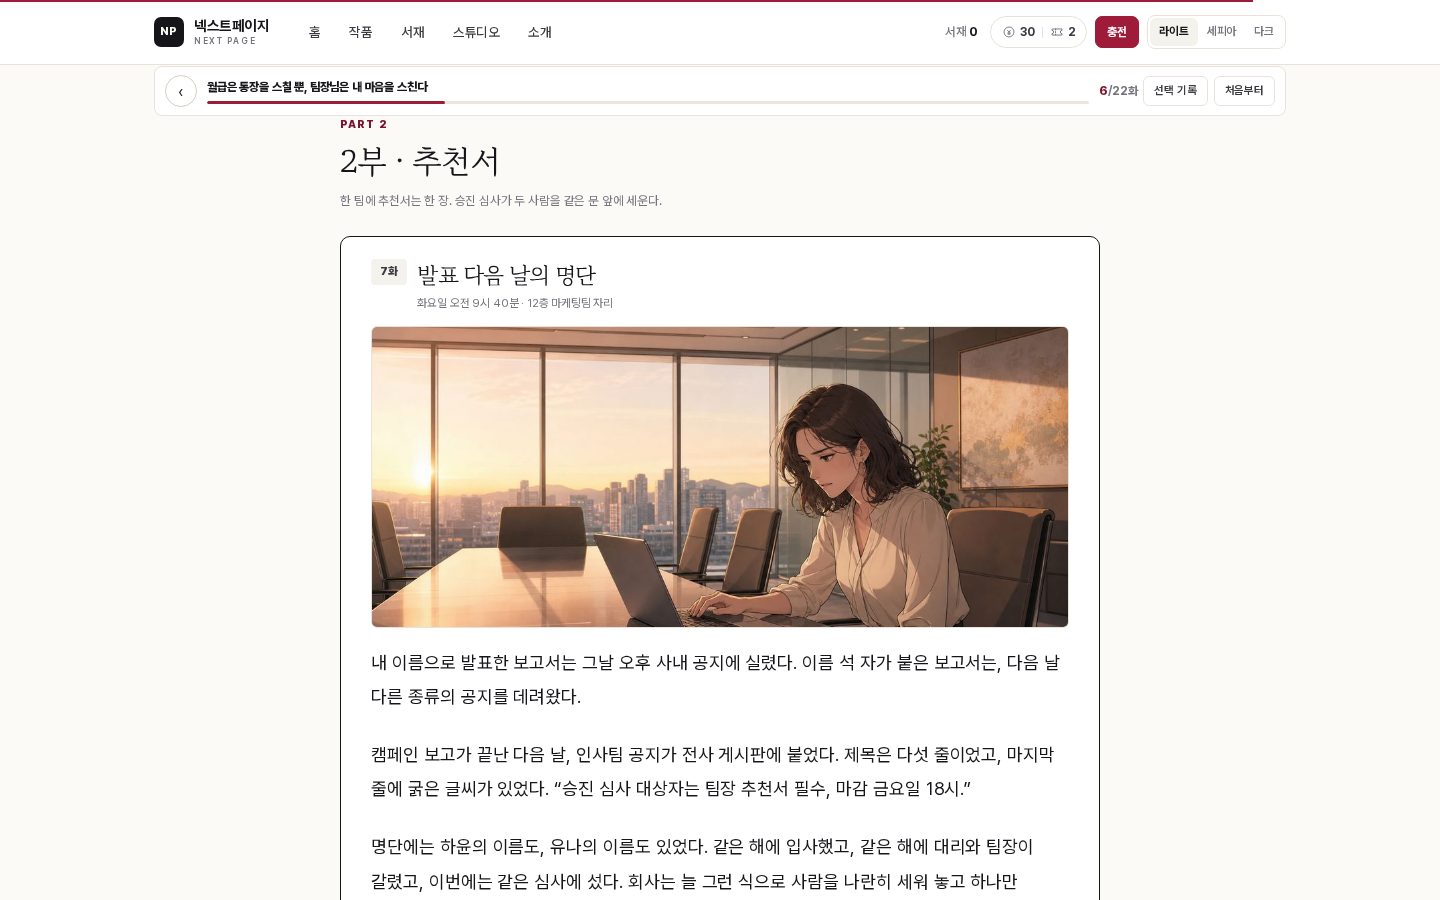 NP
넥스트페이지
NEXT PAGE
홈
작품
서재
스튜디오
소개
서재 0
30
2
충전
라이트
세피아
다크
월급은 통장을 스칠 뿐, 팀장님은 내 마음을 스친다
6/22화
선택 기록
처음부터
PART 2
2부 · 추천서
한 팀에 추천서는 한 장. 승진 심사가 두 사람을 같은 문 앞에 세운다.
7화
발표 다음 날의 명단
화요일 오전 9시 40분 · 12층 마케팅팀 자리
내 이름으로 발표한 보고서는 그날 오후 사내 공지에 실렸다. 이름 석 자가 붙은 보고서는, 다음 날
다른 종류의 공지를 데려왔다.
캠페인 보고가 끝난 다음 날, 인사팀 공지가 전사 게시판에 붙었다. 제목은 다섯 줄이었고, 마지막
줄에 굵은 글씨가 있었다. “승진 심사 대상자는 팀장 추천서 필수, 마감 금요일 18시.”
명단에는 하윤의 이름도, 유나의 이름도 있었다. 같은 해에 입사했고, 같은 해에 대리와 팀장이
갈렸고, 이번에는 같은 심사에 섰다. 회사는 늘 그런 식으로 사람을 나란히 세워 놓고 하나만